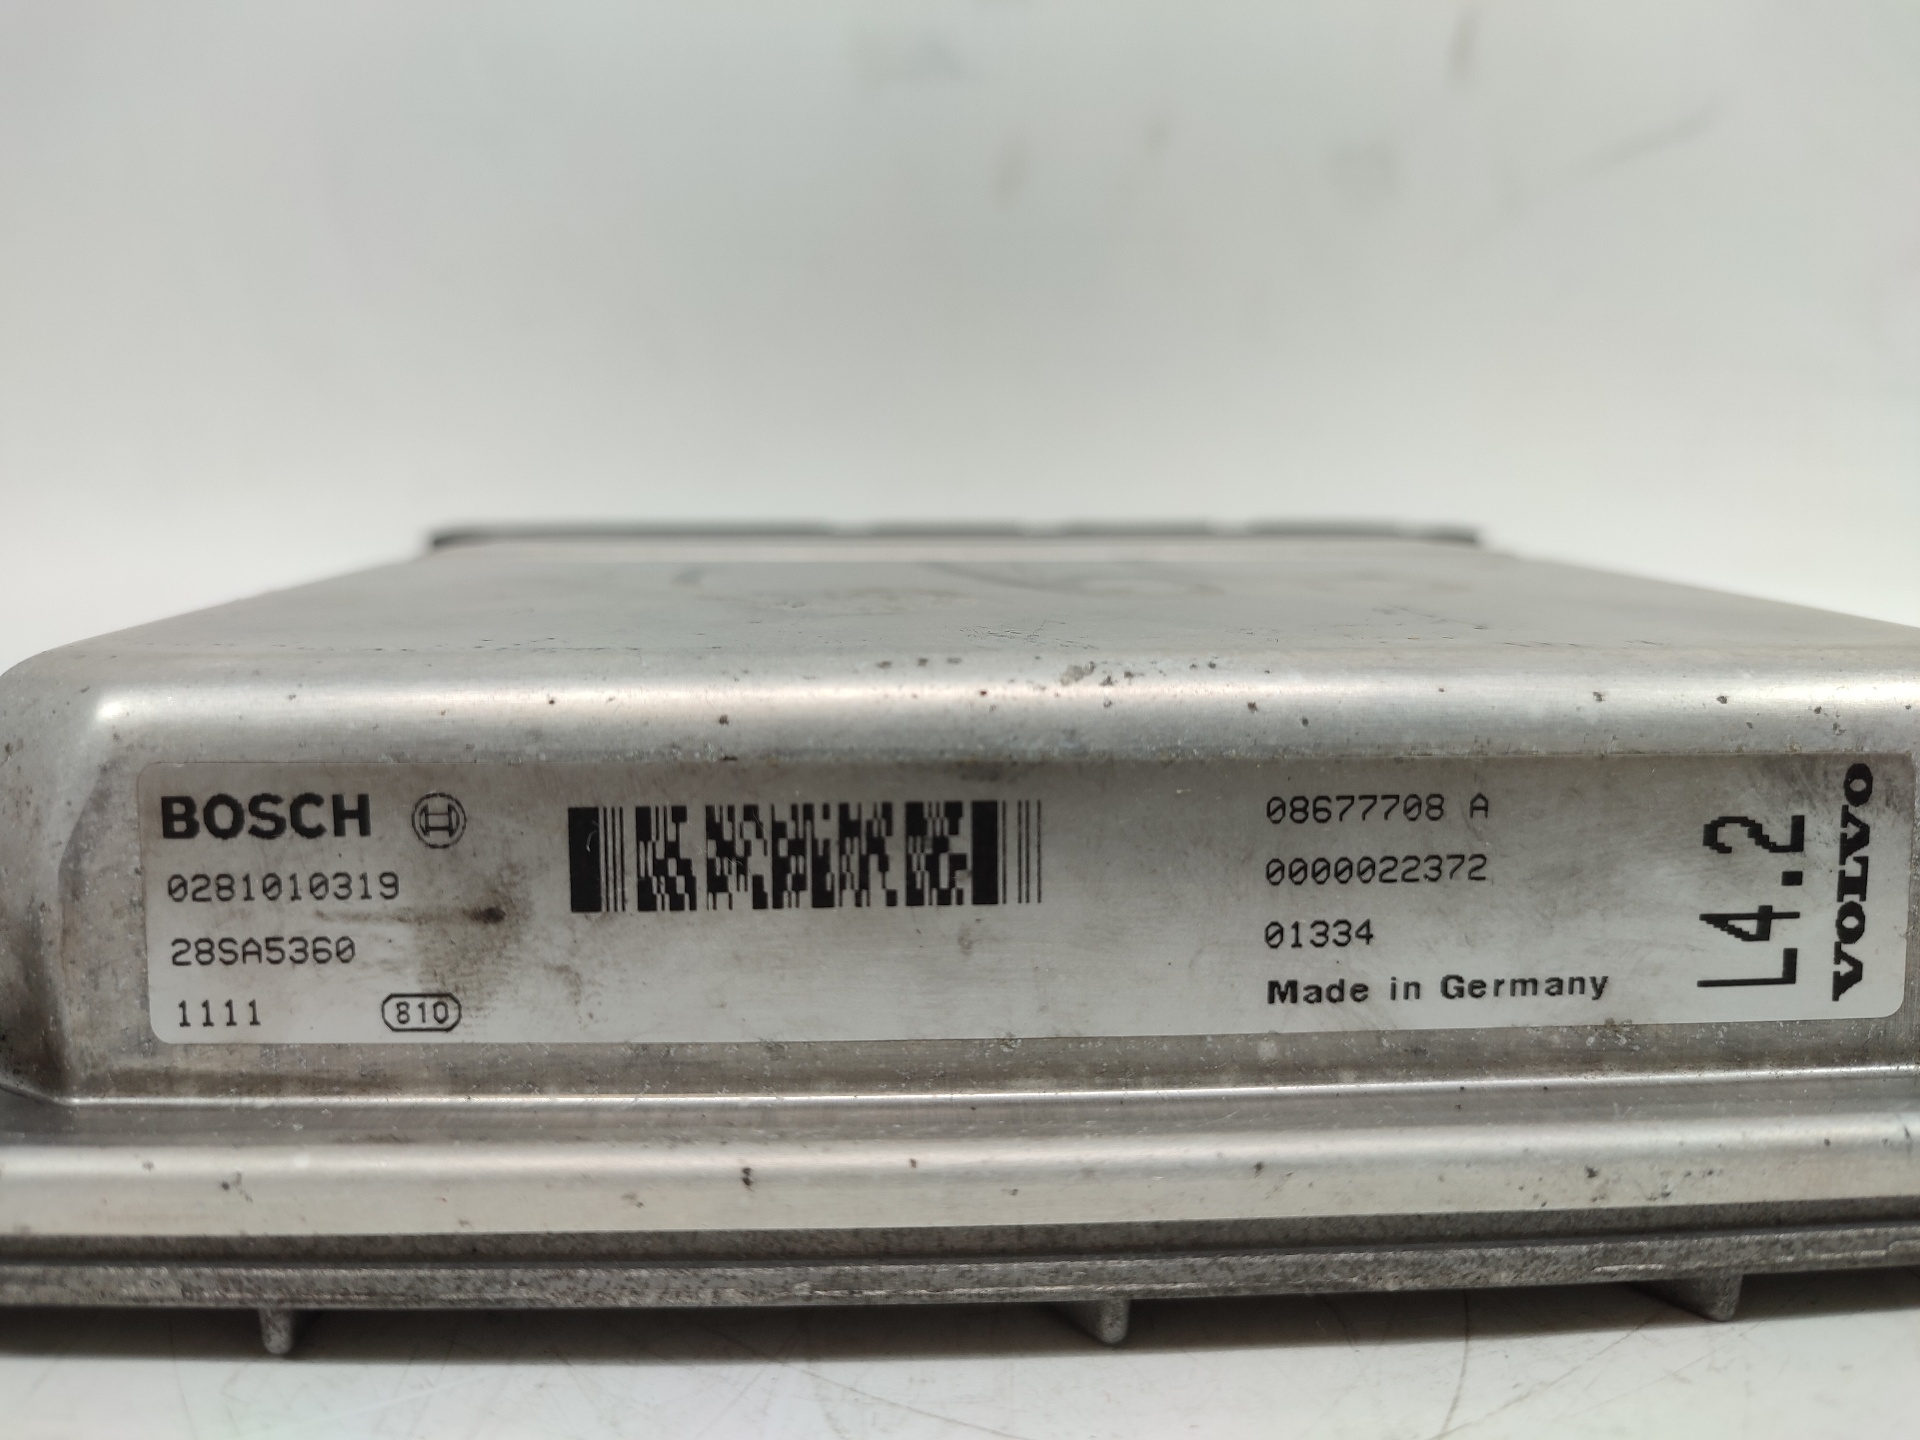 BOSCH
0281010319
28SA5360
1111
810
08677708 A
0000022372
01334
Made in Germany
L4.2
VOLVO